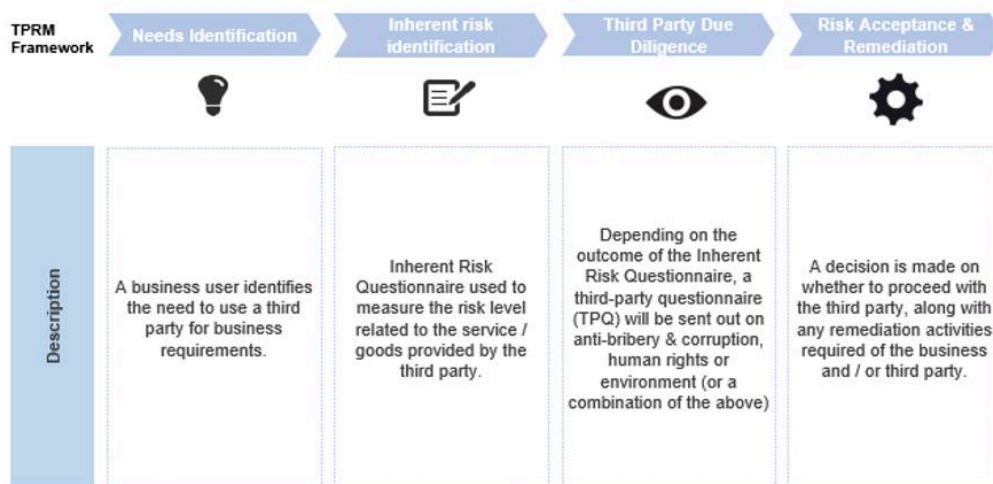 TPRM
Framework
Needs Identification
Inherent risk
identification
Third Party Due
Diligence
Risk Acceptance &
Remediation
Description
A business user identifies
the need to use a third
party for business
requirements.
Inherent Risk
Questionnaire used to
measure the risk level
related to the service /
goods provided by the
third party.
Depending on the
outcome of the Inherent
Risk Questionnaire, a
third-party questionnaire
(TPQ) will be sent out on
anti-bribery & corruption,
human rights or
environment (or a
combination of the above)
A decision is made on
whether to proceed with
the third party, along with
any remediation activities
required of the business
and / or third party.